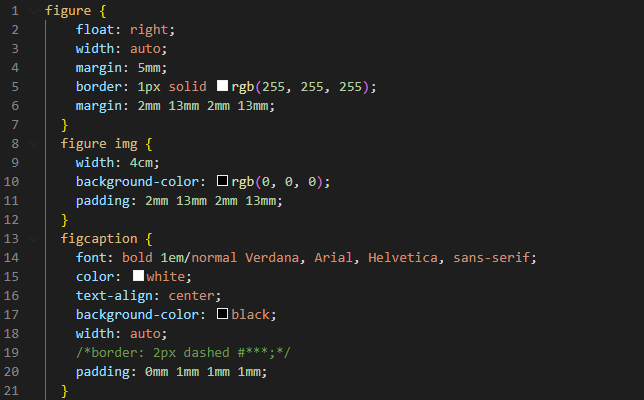 1 figure {
2 float: right;
3 width: auto;
4 margin: 5mm;
5 border: 1px solid rgb(255, 255, 255);
6 margin: 2mm 13mm 2mm 13mm;
7 }
8 figure img {
9 width: 4cm;
10 background-color: rgb(0, 0, 0);
11 padding: 2mm 13mm 2mm 13mm;
12 }
13 figcaption {
14 font: bold 1em/normal Verdana, Arial, Helvetica, sans-serif;
15 color: white;
16 text-align: center;
17 background-color: black;
18 width: auto;
19 /*border: 2px dashed #***;*/
20 padding: 0mm 1mm 1mm 1mm;
21 }